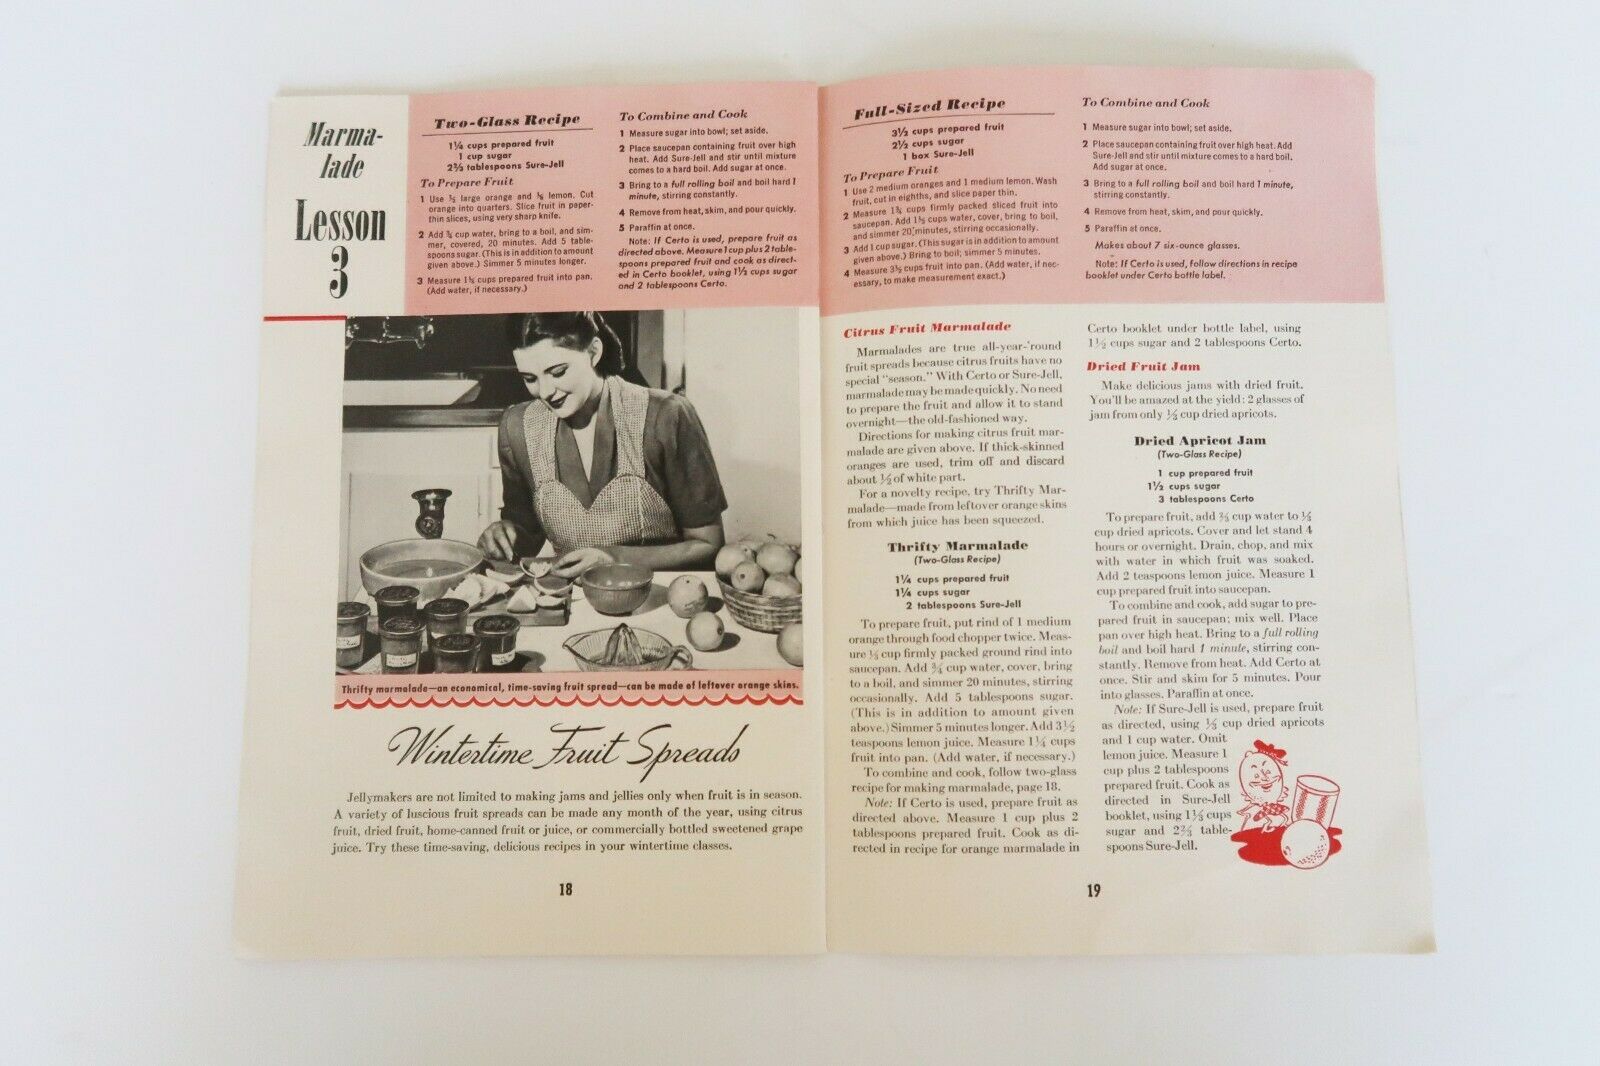 Marma-
lade
Lesson
3
Two-Glass Recipe
1¼ cups prepared fruit
1 cup sugar
2⅔ tablespoons Sure-Jell
To Prepare Fruit
1 Use ½ large orange and ⅛ lemon. Cut
orange into quarters. Slice fruit in paper-
thin slices, using very sharp knife.
2 Add ¾ cup water, bring to a boil, and sim-
mer, covered, 20 minutes. Add 5 table-
spoons sugar. (This is in addition to amount
given above.) Simmer 5 minutes longer.
3 Measure 1¼ cups prepared fruit into pan.
(Add water, if necessary.)
To Combine and Cook
1 Measure sugar into bowl; set aside.
2 Place saucepan containing fruit over high
heat. Add Sure-Jell and stir until mixture
comes to a hard boil. Add sugar at once.
3 Bring to a full rolling boil and boil hard 1
minute, stirring constantly.
4 Remove from heat, skim, and pour quickly.
5 Paraffin at once.
Note: If Certo is used, prepare fruit as
directed above. Measure 1 cup plus 2 table-
spoons prepared fruit and cook as direct-
ed in Certo booklet, using 1½ cups sugar
and 2 tablespoons Certo.
Thrifty marmalade—an economical, time-saving fruit spread—can be made of leftover orange skins.
Wintertime Fruit Spreads
Jellymakers are not limited to making jams and jellies only when fruit is in season.
A variety of luscious fruit spreads can be made any month of the year, using citrus
fruit, dried fruit, home-canned fruit or juice, or commercially bottled sweetened grape
juice. Try these time-saving, delicious recipes in your wintertime classes.
18
Full-Sized Recipe
3½ cups prepared fruit
2½ cups sugar
1 box Sure-Jell
To Prepare Fruit
1 Use 2 medium oranges and 1 medium lemon. Wash
fruit, cut in eighths, and slice paper thin.
2 Measure 1¾ cups firmly packed sliced fruit into
saucepan. Add 1½ cups water, cover, bring to boil,
and simmer 20 minutes, stirring occasionally.
3 Add 1 cup sugar. (This sugar is in addition to amount
given above.) Bring to boil; simmer 5 minutes.
4 Measure 3½ cups fruit into pan. (Add water, if nec-
essary, to make measurement exact.)
To Combine and Cook
1 Measure sugar into bowl; set aside.
2 Place saucepan containing fruit over high heat. Add
Sure-Jell and stir until mixture comes to a hard boil.
Add sugar at once.
3 Bring to a full rolling boil and boil hard 1 minute,
stirring constantly.
4 Remove from heat, skim, and pour quickly.
5 Paraffin at once.
Makes about 7 six-ounce glasses.
Note: If Certo is used, follow directions in recipe
booklet under Certo bottle label.
Citrus Fruit Marmalade
Marmalades are true all-year-'round
fruit spreads because citrus fruits have no
special "season." With Certo or Sure-Jell,
marmalade may be made quickly. No need
to prepare the fruit and allow it to stand
overnight—the old-fashioned way.
Directions for making citrus fruit mar-
malade are given above. If thick-skinned
oranges are used, trim off and discard
about ½ of white part.
For a novelty recipe, try Thrifty Mar-
malade—made from leftover orange skins
from which juice has been squeezed.
Thrifty Marmalade
(Two-Glass Recipe)
1¼ cups prepared fruit
1¼ cups sugar
2 tablespoons Sure-Jell
To prepare fruit, put rind of 1 medium
orange through food chopper twice. Meas-
ure ⅓ cup firmly packed ground rind into
saucepan. Add ¾ cup water, cover, bring
to a boil, and simmer 20 minutes, stirring
occasionally. Add 5 tablespoons sugar.
(This is in addition to amount given
above.) Simmer 5 minutes longer. Add 3½
teaspoons lemon juice. Measure 1¼ cups
fruit into pan. (Add water, if necessary.)
To combine and cook, follow two-glass
recipe for making marmalade, page 18.
Note: If Certo is used, prepare fruit as
directed above. Measure 1 cup plus 2
tablespoons prepared fruit. Cook as di-
rected in recipe for orange marmalade in
Certo booklet under bottle label, using
1½ cups sugar and 2 tablespoons Certo.
Dried Fruit Jam
Make delicious jams with dried fruit.
You'll be amazed at the yield: 2 glasses of
jam from only ⅓ cup dried apricots.
Dried Apricot Jam
(Two-Glass Recipe)
1 cup prepared fruit
1½ cups sugar
3 tablespoons Certo
To prepare fruit, add ⅔ cup water to ⅓
cup dried apricots. Cover and let stand 4
hours or overnight. Drain, chop, and mix
with water in which fruit was soaked.
Add 2 teaspoons lemon juice. Measure 1
cup prepared fruit into saucepan.
To combine and cook, add sugar to pre-
pared fruit in saucepan; mix well. Place
pan over high heat. Bring to a full rolling
boil and boil hard 1 minute, stirring con-
stantly. Remove from heat. Add Certo at
once. Stir and skim for 5 minutes. Pour
into glasses. Paraffin at once.
Note: If Sure-Jell is used, prepare fruit
as directed, using ⅓ cup dried apricots
and 1 cup water. Omit
lemon juice. Measure 1
cup plus 2 tablespoons
prepared fruit. Cook as
directed in Sure-Jell
booklet, using 1⅓ cups
sugar and 2⅔ table-
spoons Sure-Jell.
19